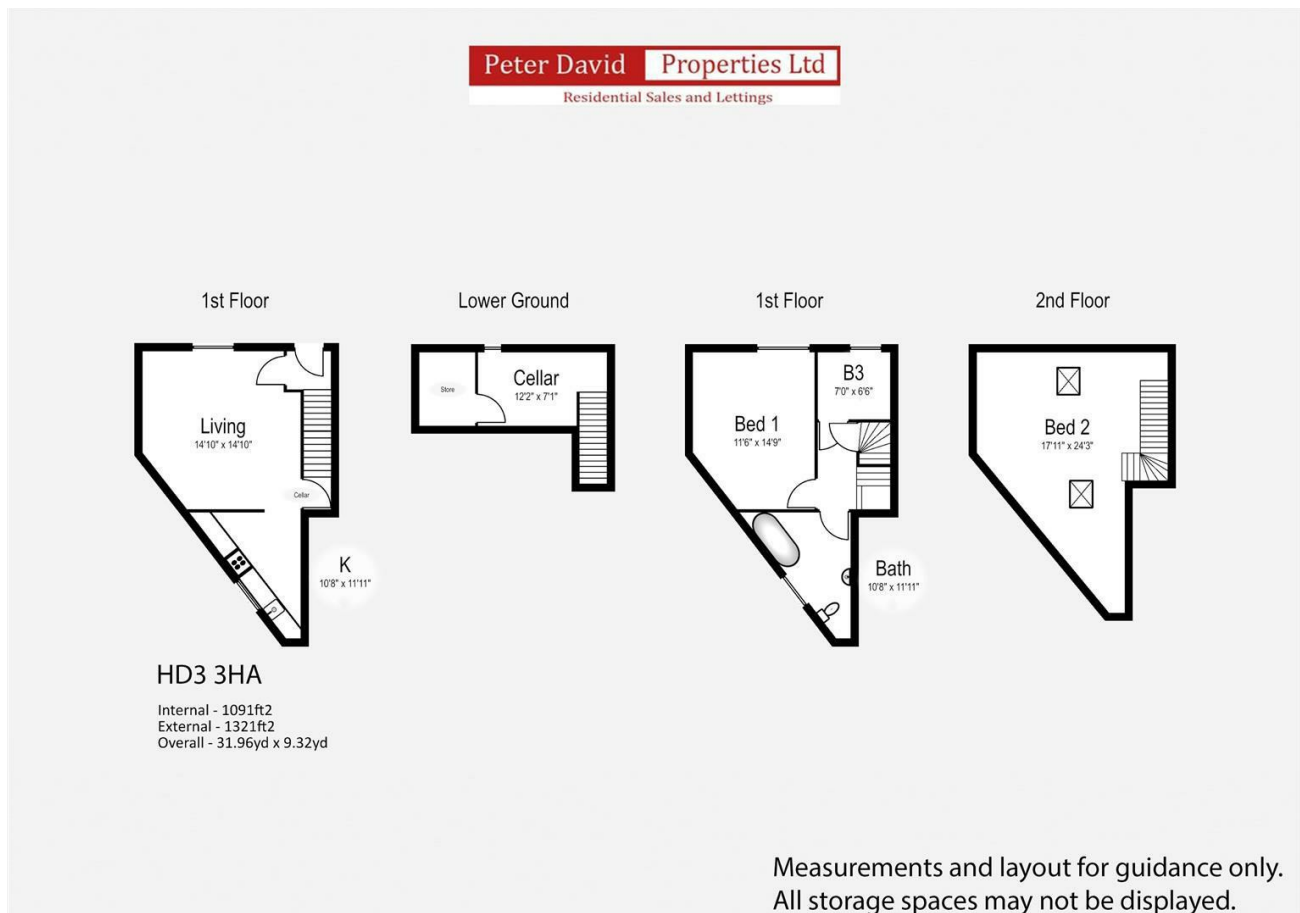 Peter David Properties Ltd
Residential Sales and Lettings
1st Floor
Lower Ground
1st Floor
2nd Floor
Living
14'10" x 14'10"
Cellar
K
10'8" x 11'11"
Store
Cellar
12'2" x 7'1"
Bed 1
11'6" x 14'9"
B3
7'0" x 6'6"
Bath
10'8" x 11'11"
Bed 2
17'11" x 24'3"
HD3 3HA
Internal - 1091ft2
External - 1321ft2
Overall - 31.96yd x 9.32yd
Measurements and layout for guidance only.
All storage spaces may not be displayed.